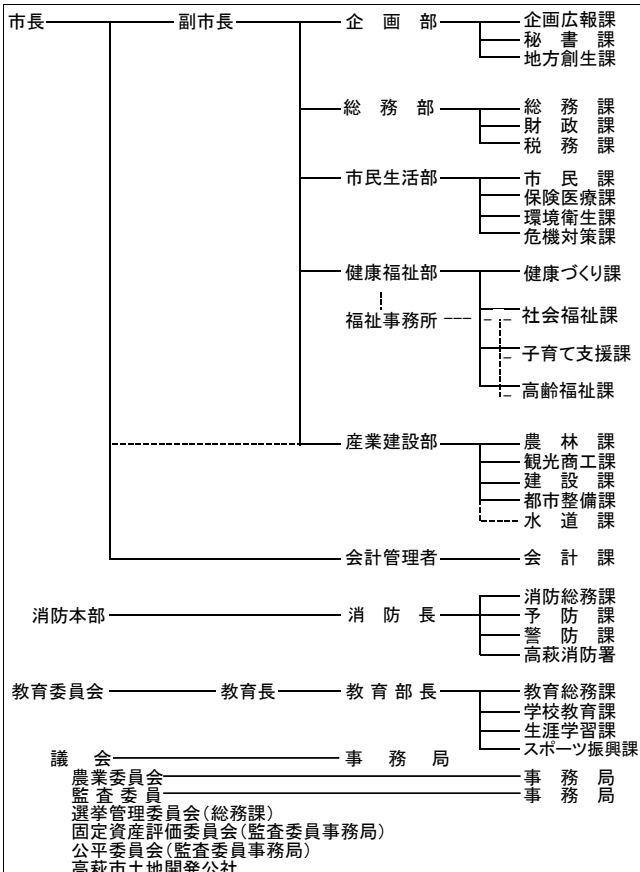 市長 副市長 企画部 企画広報課
秘書課
地方創生課
総務部 総務課
財政課
税務課
市民生活部 市民課
保険医療課
環境衛生課
危機対策課
健康福祉部 健康づくり課
福祉事務所 社会福祉課
子育て支援課
高齢福祉課
産業建設部 農林課
観光商工課
建設課
都市整備課
水道課
会計管理者 会計課
消防本部 消防長 消防総務課
予防課
警防課
高萩消防署
教育委員会 教育長 教育部長 教育総務課
学校教育課
生涯学習課
スポーツ振興課
議会 事務局
農業委員会 事務局
監査委員 事務局
選挙管理委員会(総務課)
固定資産評価委員会(監査委員事務局)
公平委員会(監査委員事務局)
高萩市土地開発公社